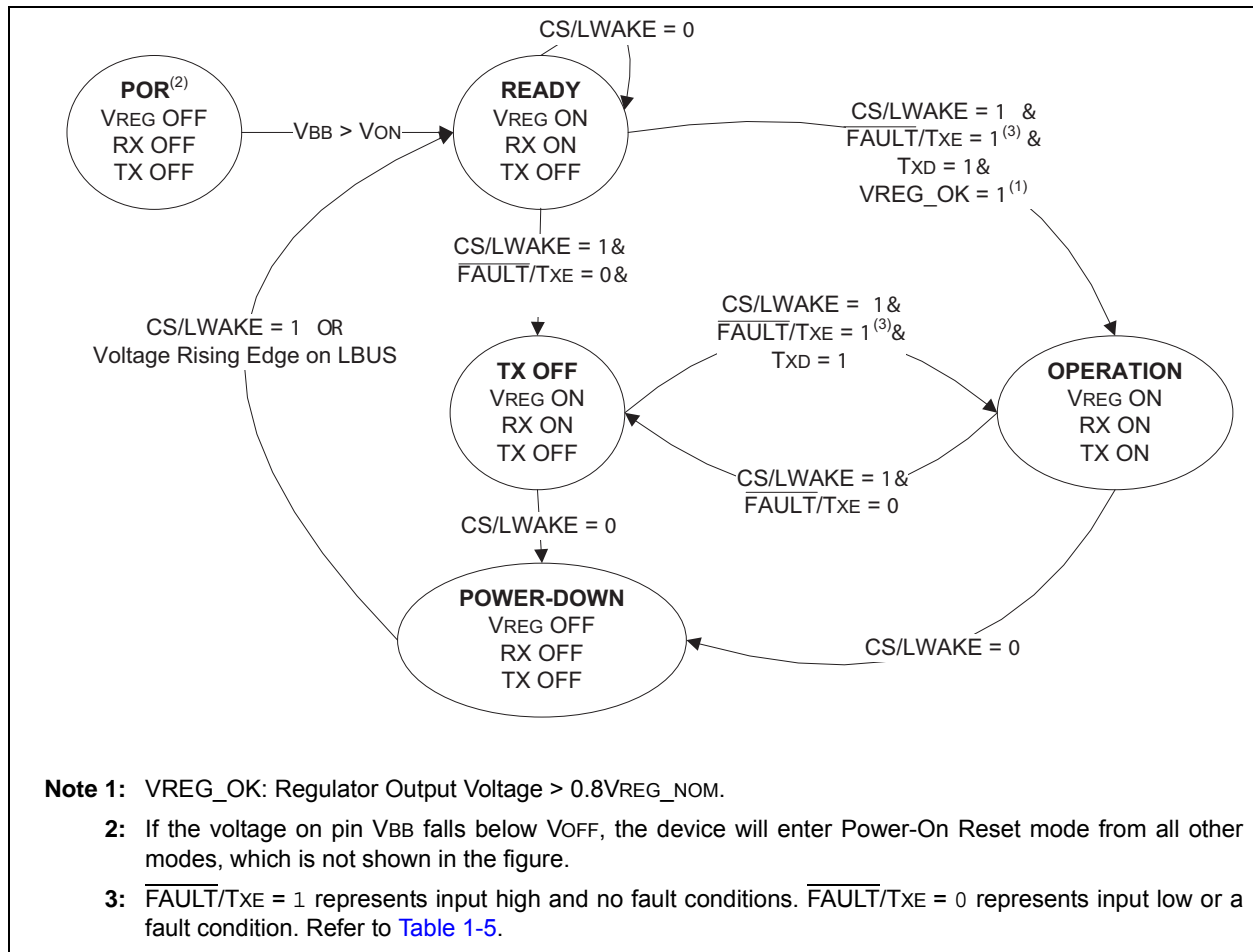 CS/LWAKE = 0
POR(2)
VREG OFF
RX OFF
TX OFF
VBB > VON
READY
VREG ON
RX ON
TX OFF
CS/LWAKE = 1 &
FAULT/TXE = 1(3) &
TXD = 1&
VREG_OK = 1(1)
CS/LWAKE = 1&
FAULT/TXE = 0&
CS/LWAKE = 1 OR
Voltage Rising Edge on LBUS
CS/LWAKE = 1&
FAULT/TXE = 1(3)&
TXD = 1
TX OFF
VREG ON
RX ON
TX OFF
OPERATION
VREG ON
RX ON
TX ON
CS/LWAKE = 1&
FAULT/TXE = 0
CS/LWAKE = 0
POWER-DOWN
VREG OFF
RX OFF
TX OFF
CS/LWAKE = 0
Note 1: VREG_OK: Regulator Output Voltage > 0.8VREG_NOM.
2: If the voltage on pin VBB falls below VOFF, the device will enter Power-On Reset mode from all other
modes, which is not shown in the figure.
3: FAULT/TXE = 1 represents input high and no fault conditions. FAULT/TXE = 0 represents input low or a
fault condition. Refer to Table 1-5.